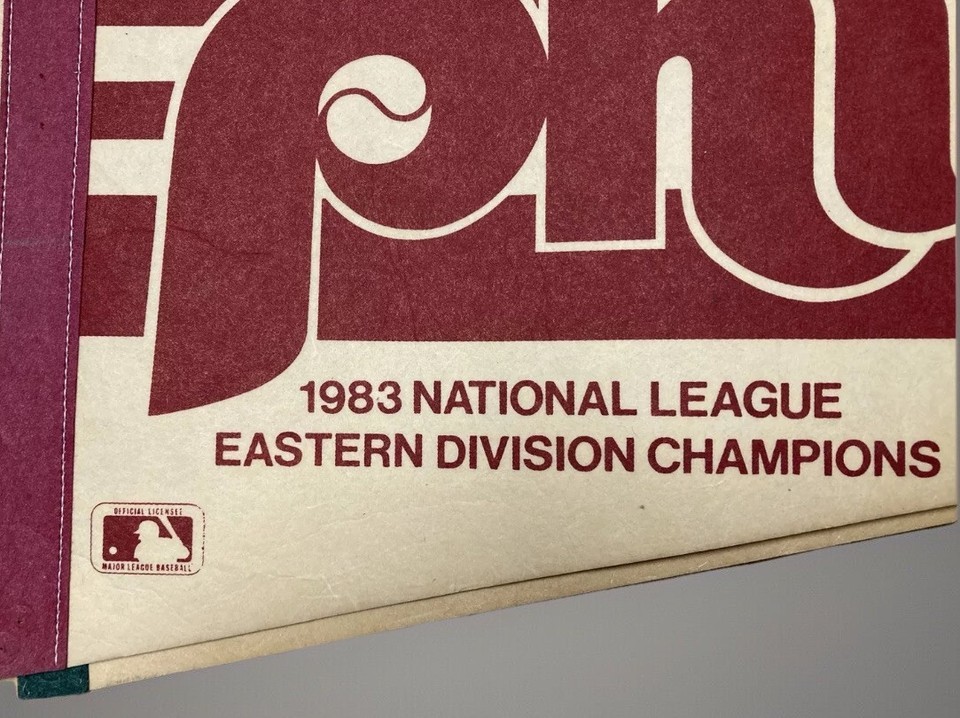 Phi
1983 NATIONAL LEAGUE
EASTERN DIVISION CHAMPIONS
OFFICIAL LICENSEE
MAJOR LEAGUE BASEBALL